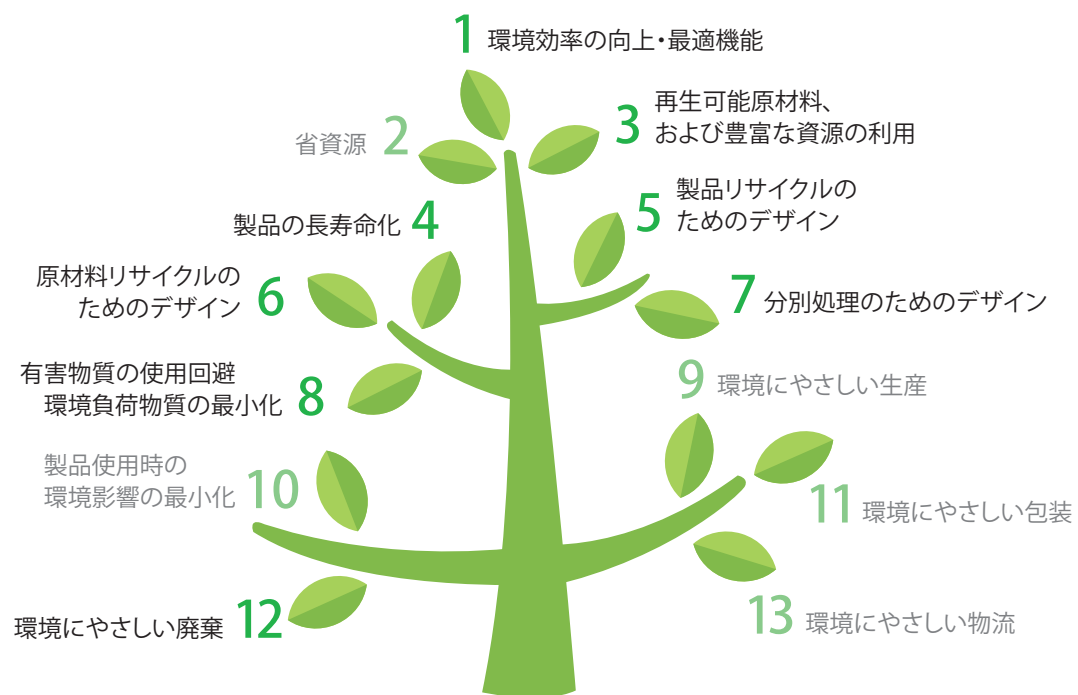 1 環境効率の向上・最適機能
省資源 2
3 再生可能原材料、
および豊富な資源の利用
製品の長寿命化 4
5 製品リサイクルの
ためのデザイン
原材料リサイクルの
ためのデザイン 6
7 分別処理のためのデザイン
有害物質の使用回避
環境負荷物質の最小化 8
9 環境にやさしい生産
製品使用時の
環境影響の最小化 10
11 環境にやさしい包装
環境にやさしい廃棄 12
13 環境にやさしい物流